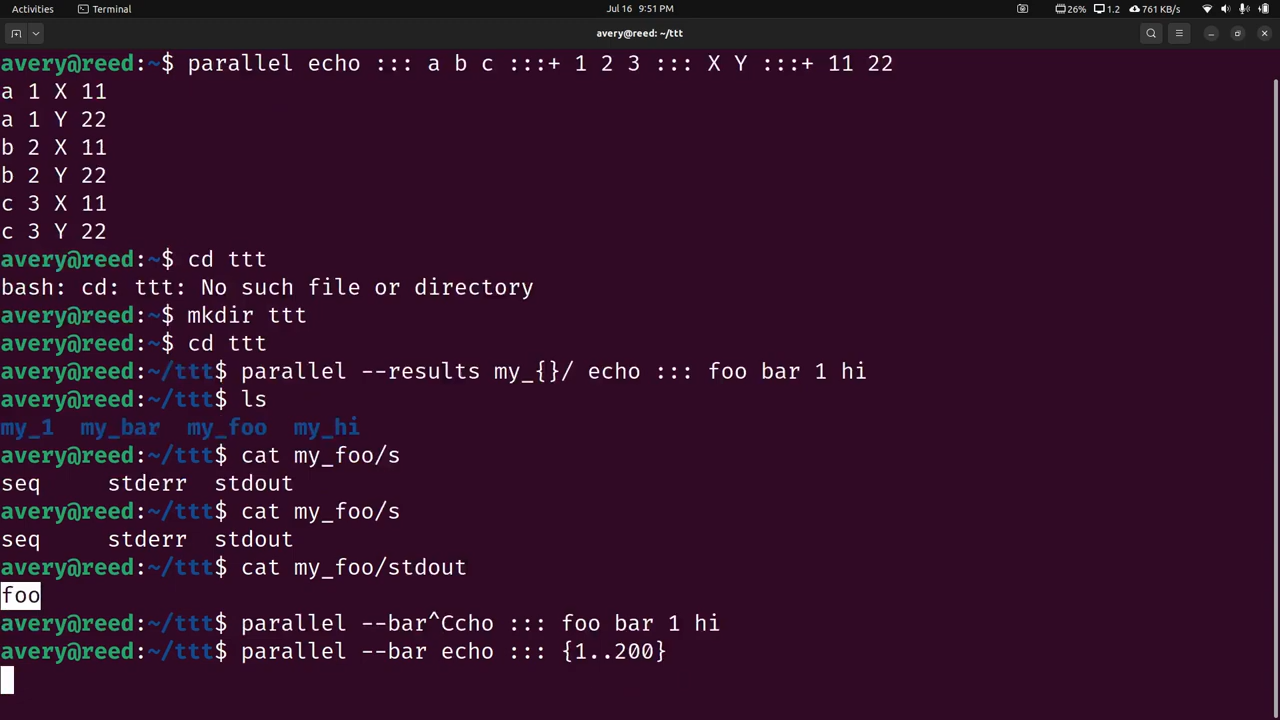 Activities Terminal Jul 16 9:51 PM 26% 1.2 761 KB/s
avery@reed: ~/ttt
avery@reed:~$ parallel echo ::: a b c :::+ 1 2 3 ::: X Y :::+ 11 22
a 1 X 11
a 1 Y 22
b 2 X 11
b 2 Y 22
c 3 X 11
c 3 Y 22
avery@reed:~$ cd ttt
bash: cd: ttt: No such file or directory
avery@reed:~$ mkdir ttt
avery@reed:~$ cd ttt
avery@reed:~/ttt$ parallel --results my_{}/ echo ::: foo bar 1 hi
avery@reed:~/ttt$ ls
my_1  my_bar  my_foo  my_hi
avery@reed:~/ttt$ cat my_foo/s
seq     stderr  stdout
avery@reed:~/ttt$ cat my_foo/s
seq     stderr  stdout
avery@reed:~/ttt$ cat my_foo/stdout
foo
avery@reed:~/ttt$ parallel --bar^Ccho ::: foo bar 1 hi
avery@reed:~/ttt$ parallel --bar echo ::: {1..200}